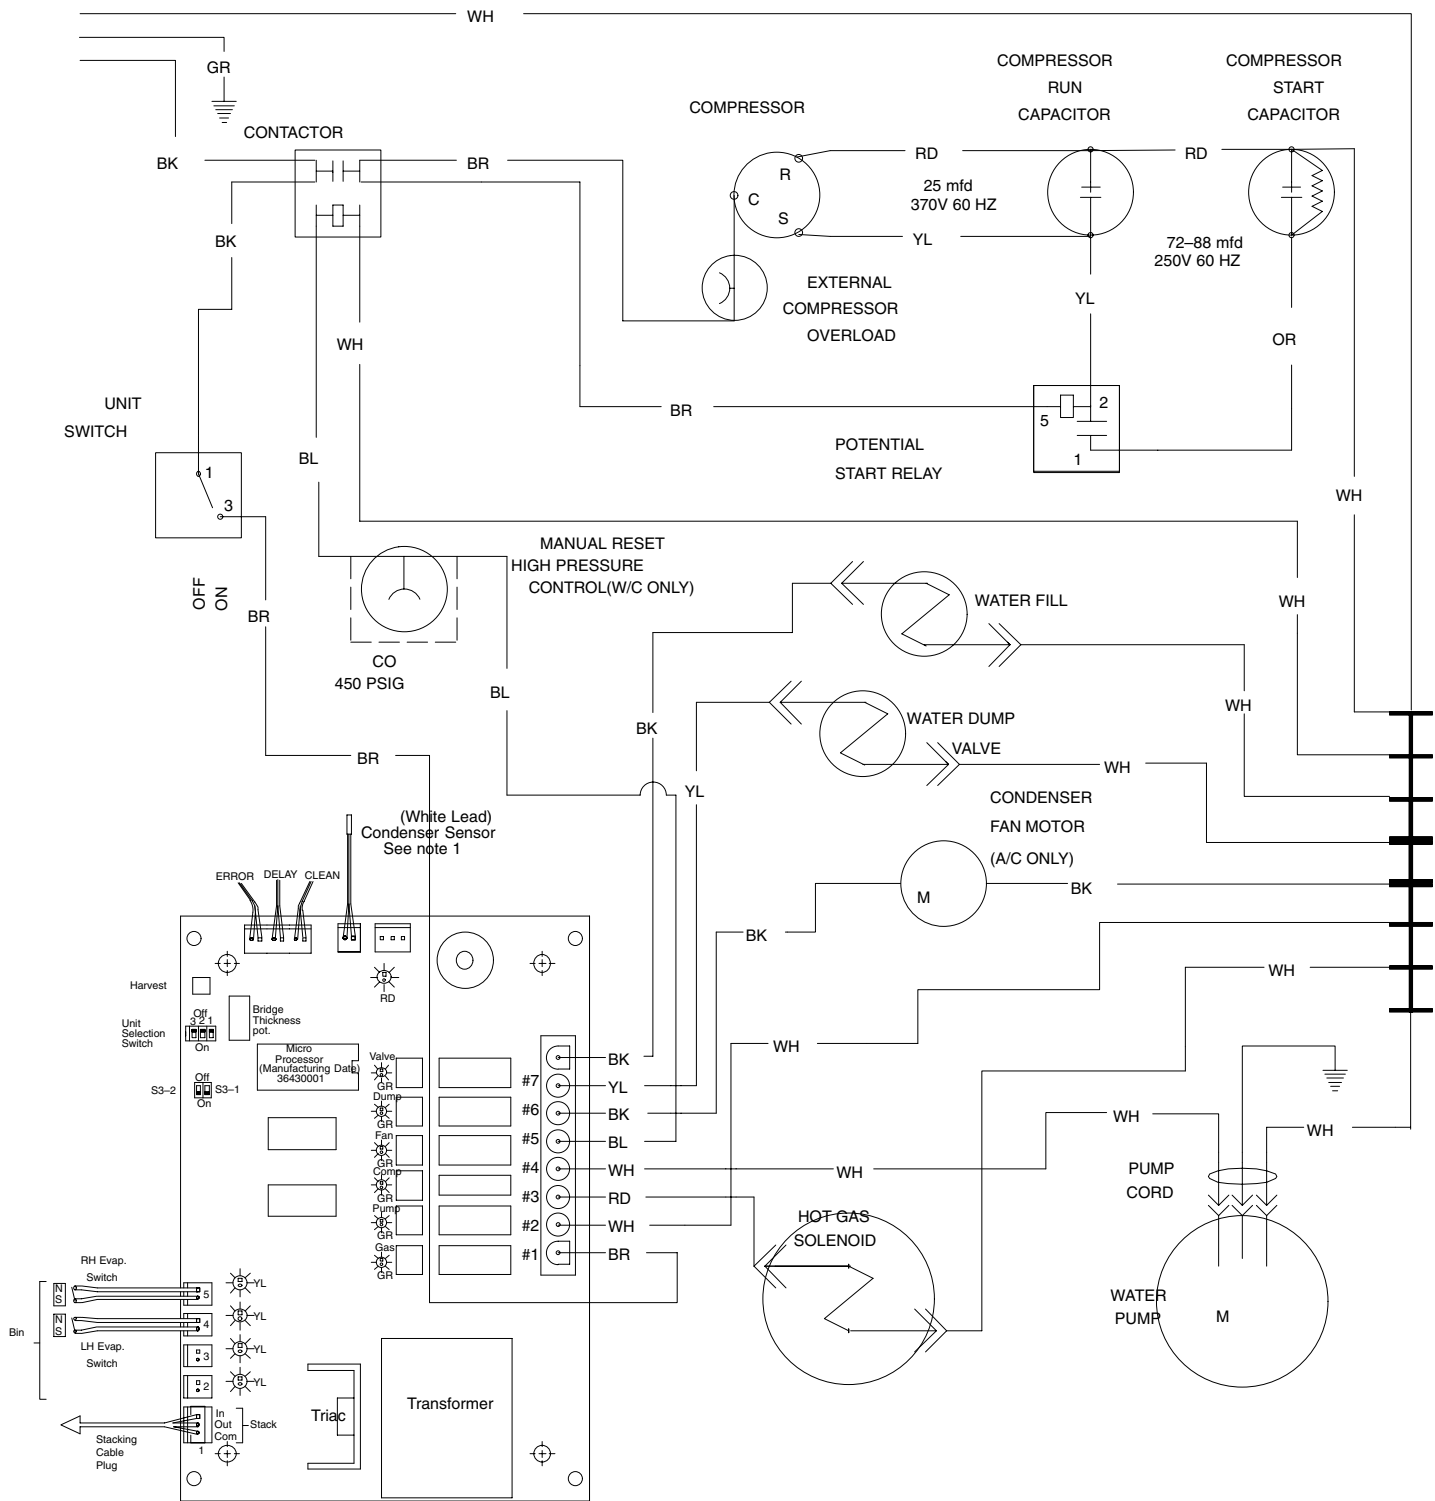 WH
GR
CONTACTOR
COMPRESSOR
COMPRESSOR
RUN
CAPACITOR
COMPRESSOR
START
CAPACITOR
BK
BR
RD
RD
R
C
S
25 mfd
370V 60 HZ
YL
72–88 mfd
250V 60 HZ
BK
EXTERNAL
COMPRESSOR
OVERLOAD
YL
OR
WH
UNIT
SWITCH
BR
5
2
1
POTENTIAL
START RELAY
BL
1
3
WH
OFF
ON
BR
MANUAL RESET
HIGH PRESSURE
CONTROL(W/C ONLY)
CO
450 PSIG
WATER FILL
WH
BL
BK
WATER DUMP
VALVE
WH
WH
BR
YL
CONDENSER
FAN MOTOR
(A/C ONLY)
M
BK
BK
(White Lead)
Condenser Sensor
See note 1
ERROR
DELAY
CLEAN
RD
WH
WH
Harvest
Unit
Selection
Switch
Off
3 2 1
On
Bridge
Thickness
pot.
Micro
Processor
(Manufacturing Date)
36430001
S3–2
Off
On
S3–1
Valve
GR
Dump
GR
Fan
GR
Comp
GR
Pump
GR
Gas
GR
#7
#6
#5
#4
#3
#2
#1
BK
YL
BK
BL
WH
RD
WH
BR
WH
WH
WH
PUMP
CORD
HOT GAS
SOLENOID
WATER
PUMP
M
RH Evap.
Switch
N
S
N
S
Bin
LH Evap.
Switch
5
4
3
2
YL
YL
YL
YL
In
Out
Com
1
Stack
Stacking
Cable
Plug
Triac
Transformer